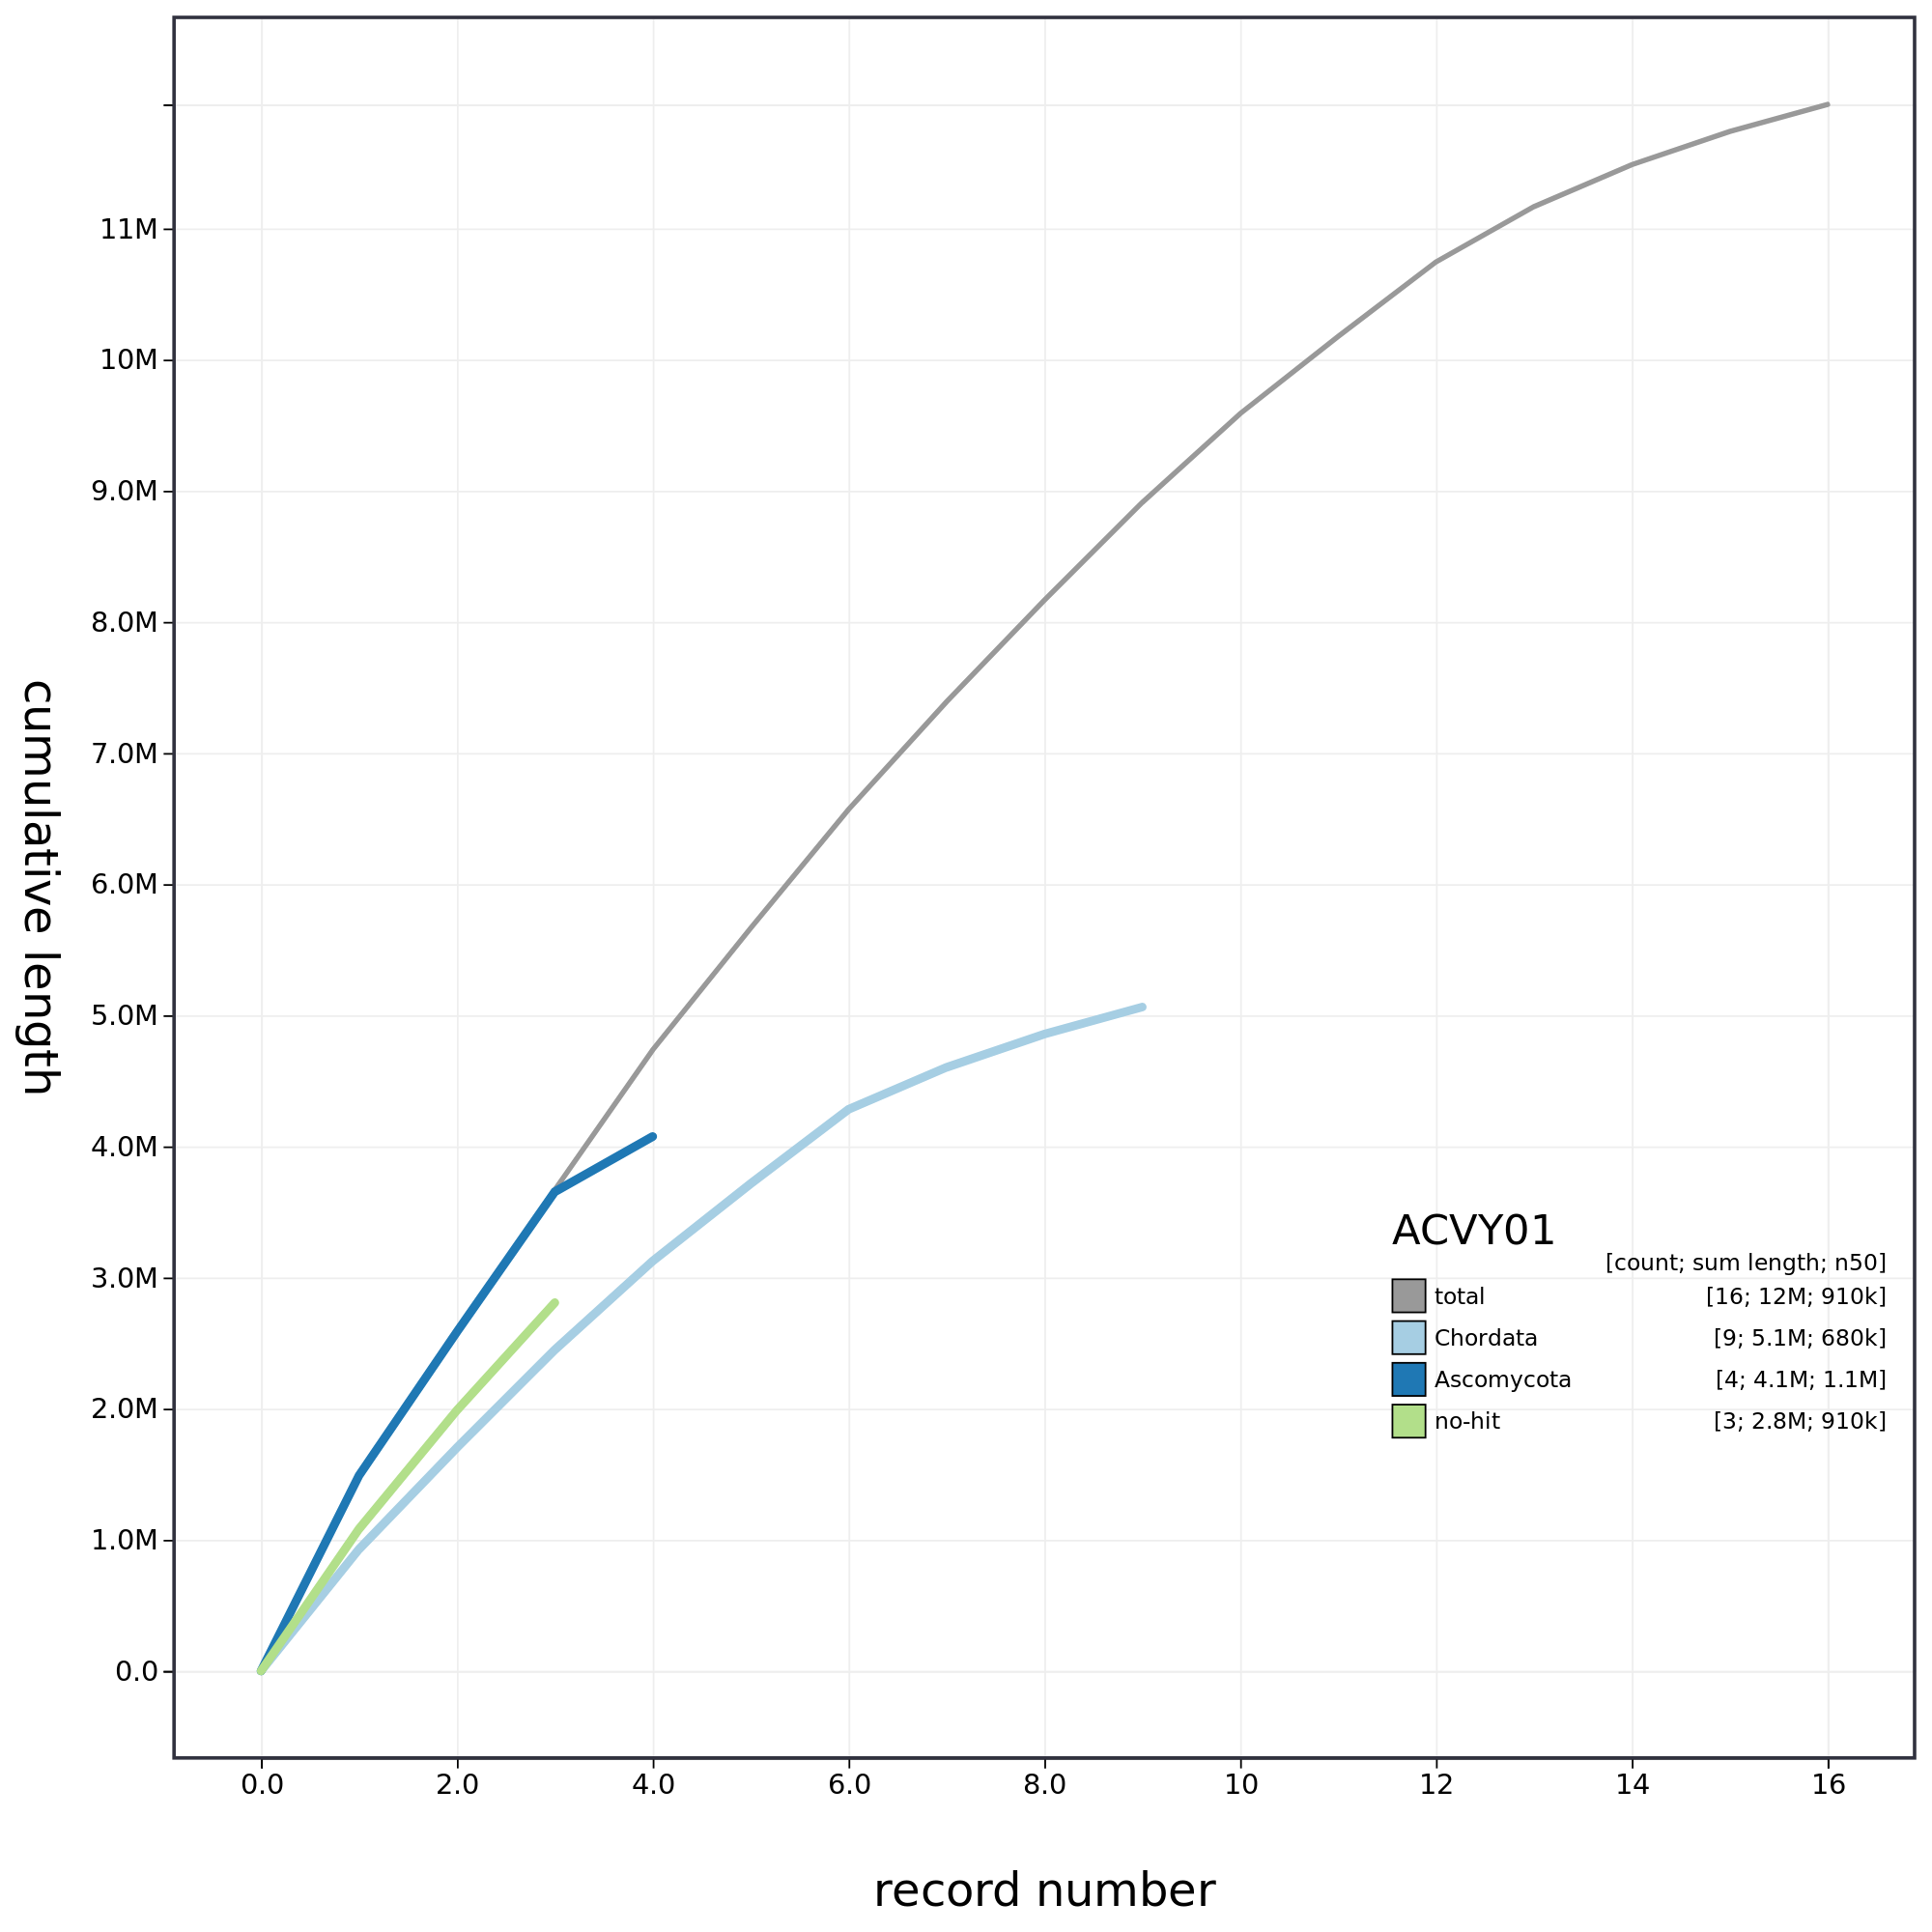 11M
10M
9.0M
8.0M
7.0M
6.0M
5.0M
4.0M
3.0M
2.0M
1.0M
0.0
cumulative length
ACVY01
[count; sum length; n50]
total [16; 12M; 910k]
Chordata [9; 5.1M; 680k]
Ascomycota [4; 4.1M; 1.1M]
no-hit [3; 2.8M; 910k]
0.0 2.0 4.0 6.0 8.0 10 12 14 16
record number